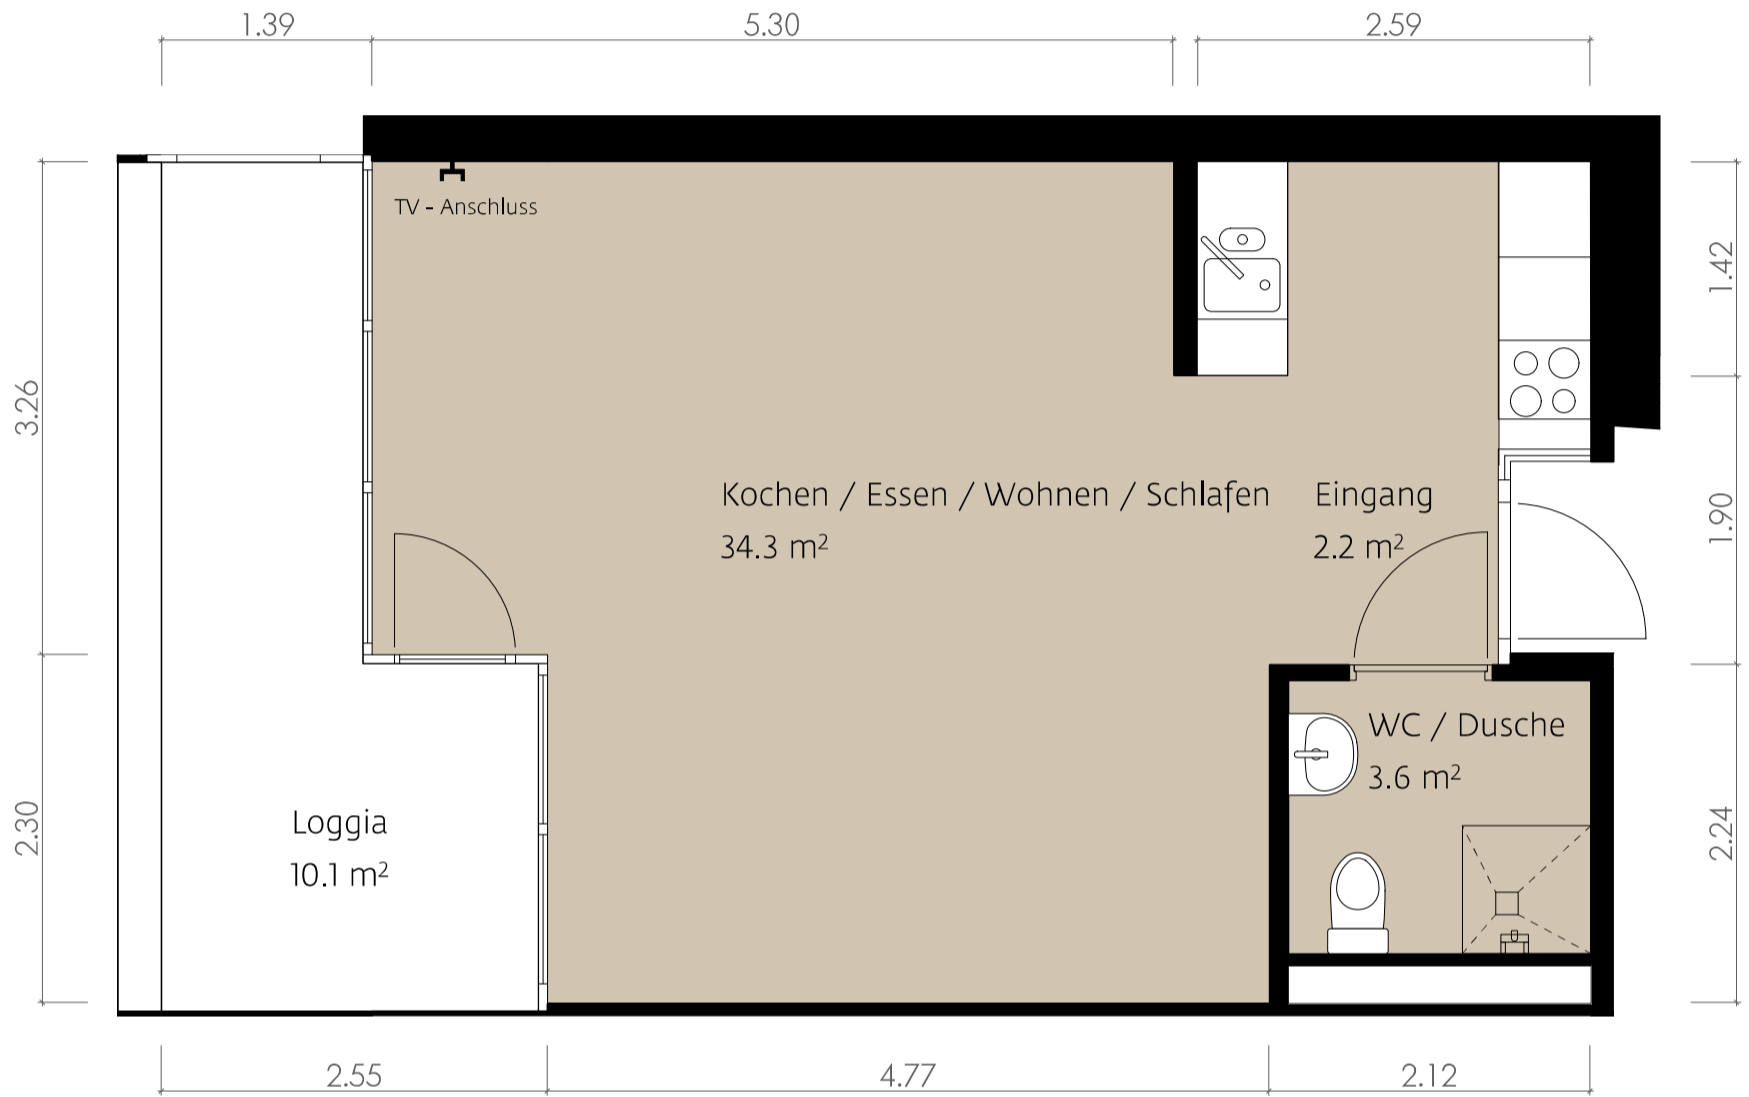 1.39
5.30
2.59
TV - Anschluss
3.26
1.42
Kochen / Essen / Wohnen / Schlafen
34.3 m²
Eingang
2.2 m²
1.90
WC / Dusche
3.6 m²
Loggia
10.1 m²
2.30
2.24
2.55
4.77
2.12